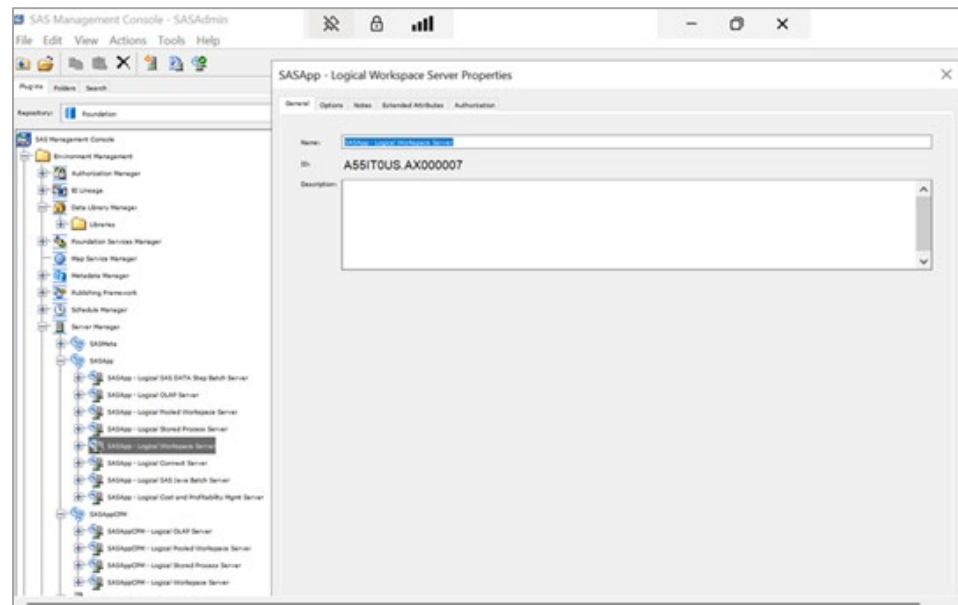 SAS Management Console - SASAdmin
File Edit View Actions Tools Help
Plug-ins Folders Search
Repository: Foundation
SAS Management Console
Environment Management
Authorization Manager
BI Lineage
Data Library Manager
Libraries
Foundation Services Manager
Map Service Manager
Metadata Manager
Publishing Framework
Schedule Manager
Server Manager
SASMeta
SASApp
SASApp - Logical SAS DATA Step Batch Server
SASApp - Logical OLAP Server
SASApp - Logical Pooled Workspace Server
SASApp - Logical Stored Process Server
SASApp - Logical Workspace Server
SASApp - Logical Connect Server
SASApp - Logical SAS Java Batch Server
SASApp - Logical Cost and Profitability Mgmt Server
SASAppCPM
SASAppCPM - Logical OLAP Server
SASAppCPM - Logical Pooled Workspace Server
SASAppCPM - Logical Stored Process Server
SASAppCPM - Logical Workspace Server
SASApp - Logical Workspace Server Properties
General Options Notes Extended Attributes Authorization
Name: SASApp - Logical Workspace Server
ID: A55IT0US.AX000007
Description: